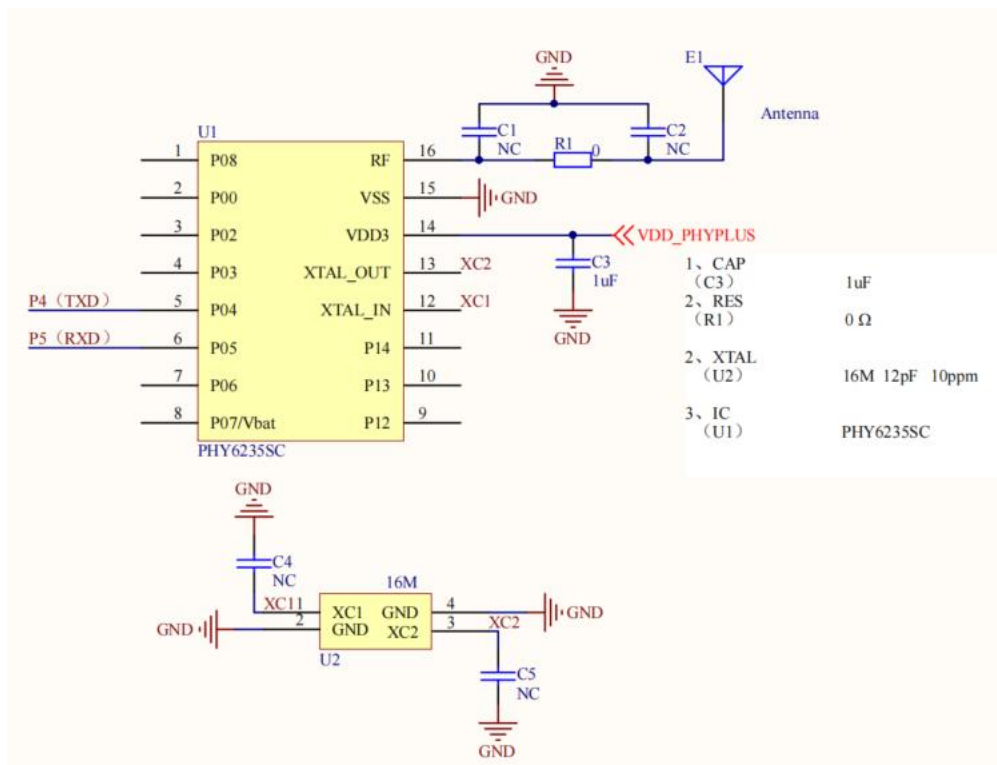 GND
E1
Antenna
C1
NC
R1
0
C2
NC
U1
1 P08 RF 16
2 P00 VSS 15 GND
3 P02 VDD3 14 VDD_PHYPLUS
4 P03 XTAL_OUT 13 XC2
P4（TXD） 5 P04 XTAL_IN 12 XC1
P5（RXD） 6 P05 P14 11
7 P06 P13 10
8 P07/Vbat P12 9
PHY6235SC
C3
1uF
GND
1、CAP
（C3） 1uF
2、RES
（R1） 0 Ω
2、XTAL
（U2） 16M 12pF 10ppm
3、IC
（U1） PHY6235SC
GND
C4
NC
16M
XC1 1 XC1 GND 4 GND
GND 2 GND XC2 3 XC2
U2
C5
NC
GND